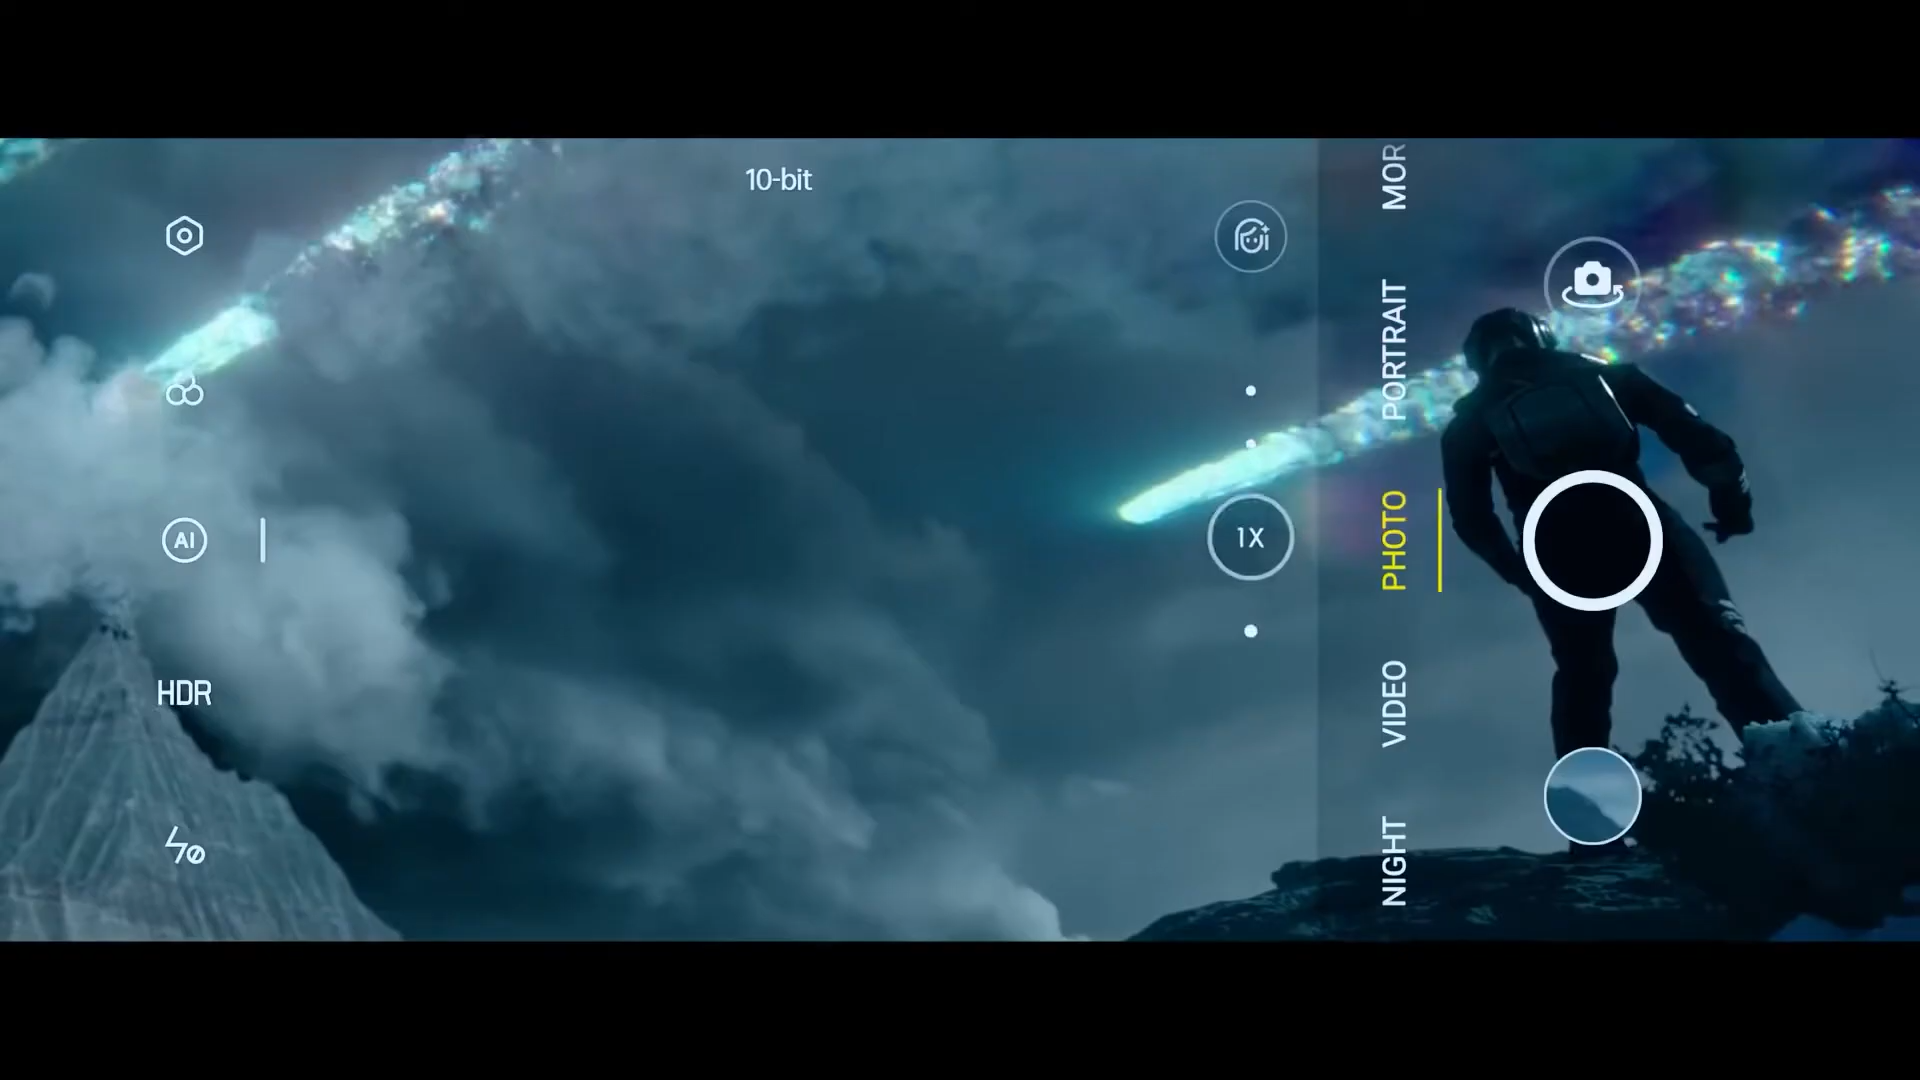 10-bit
AI
HDR
1X
MOR
PORTRAIT
PHOTO
VIDEO
NIGHT